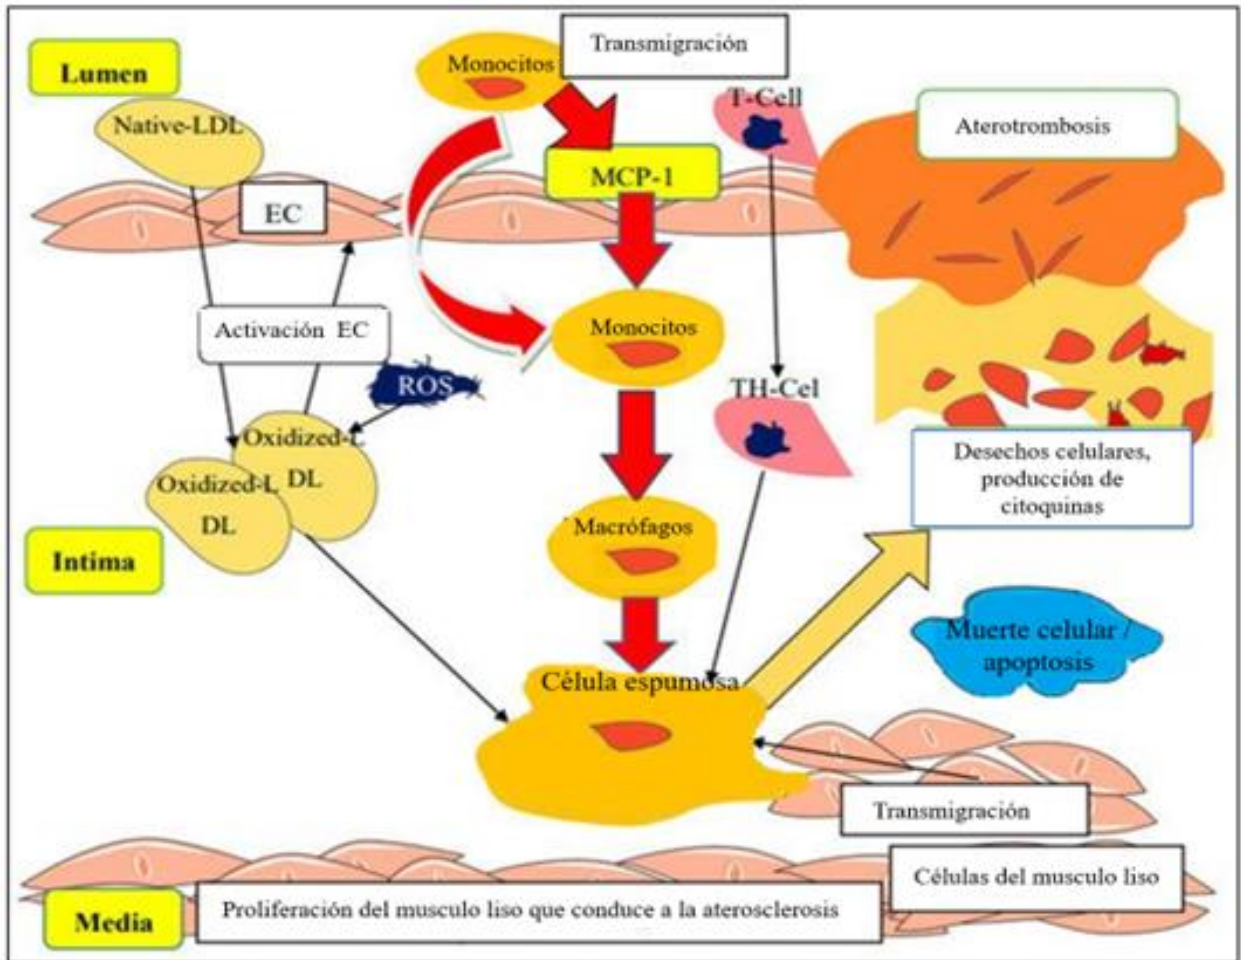 Transmigración
Lumen
Monocitos
Native-LDL
T-Cell
Aterotrombosis
MCP-1
EC
Activación EC
Monocitos
ROS
TH-Cel
Oxidized-L
DL
Oxidized-L
DL
Desechos celulares,
producción de
citoquinas
Macrófagos
Intima
Muerte celular /
apoptosis
Célula espumosa
Transmigración
Células del musculo liso
Media
Proliferación del musculo liso que conduce a la aterosclerosis